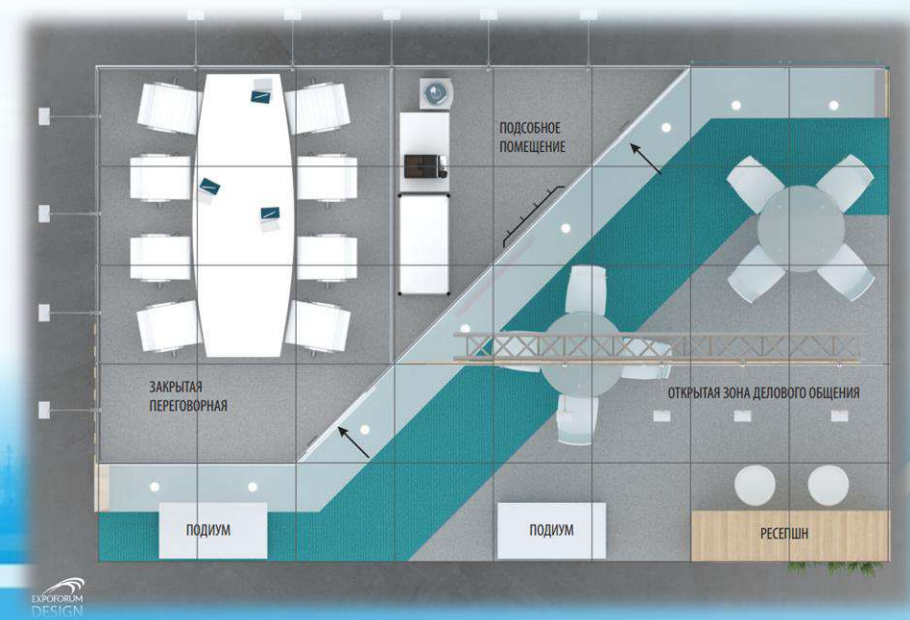 ПОДСОБНОЕ
ПОМЕЩЕНИЕ
ЗАКРЫТАЯ
ПЕРЕГОВОРНАЯ
ОТКРЫТАЯ ЗОНА ДЕЛОВОГО ОБЩЕНИЯ
ПОДИУМ
ПОДИУМ
РЕСЕПШН
EXPOFORUM
DESIGN